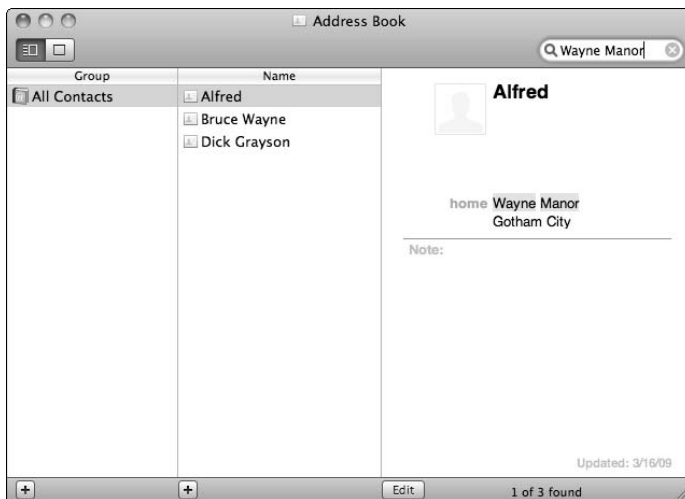 Address Book
Wayne Manor
Group
Name
All Contacts
Alfred
Bruce Wayne
Dick Grayson
Alfred
home Wayne Manor
Gotham City
Note:
Updated: 3/16/09
Edit
1 of 3 found